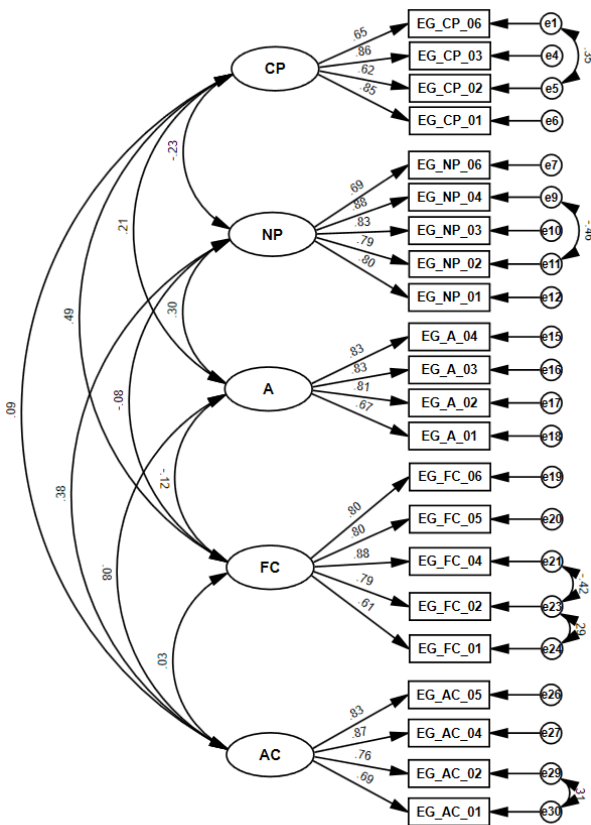 EG_CP_06
e1
.65
.35
EG_CP_03
e4
.86
CP
.62
EG_CP_02
e5
.85
EG_CP_01
e6
-.23
EG_NP_06
e7
.69
EG_NP_04
e9
.88
.21
NP
.83
EG_NP_03
e10
-.46
.79
EG_NP_02
e11
.80
EG_NP_01
e12
.49
.30
EG_A_04
e15
.83
.83
EG_A_03
e16
A
.81
EG_A_02
e17
.67
EG_A_01
e18
.09
-.08
.38
-.12
EG_FC_06
e19
.80
EG_FC_05
e20
.80
.88
EG_FC_04
e21
FC
-.42
.08
.79
EG_FC_02
e23
.61
.29
EG_FC_01
e24
.03
EG_AC_05
e26
.83
EG_AC_04
e27
.87
AC
.76
EG_AC_02
e29
.69
.31
EG_AC_01
e30